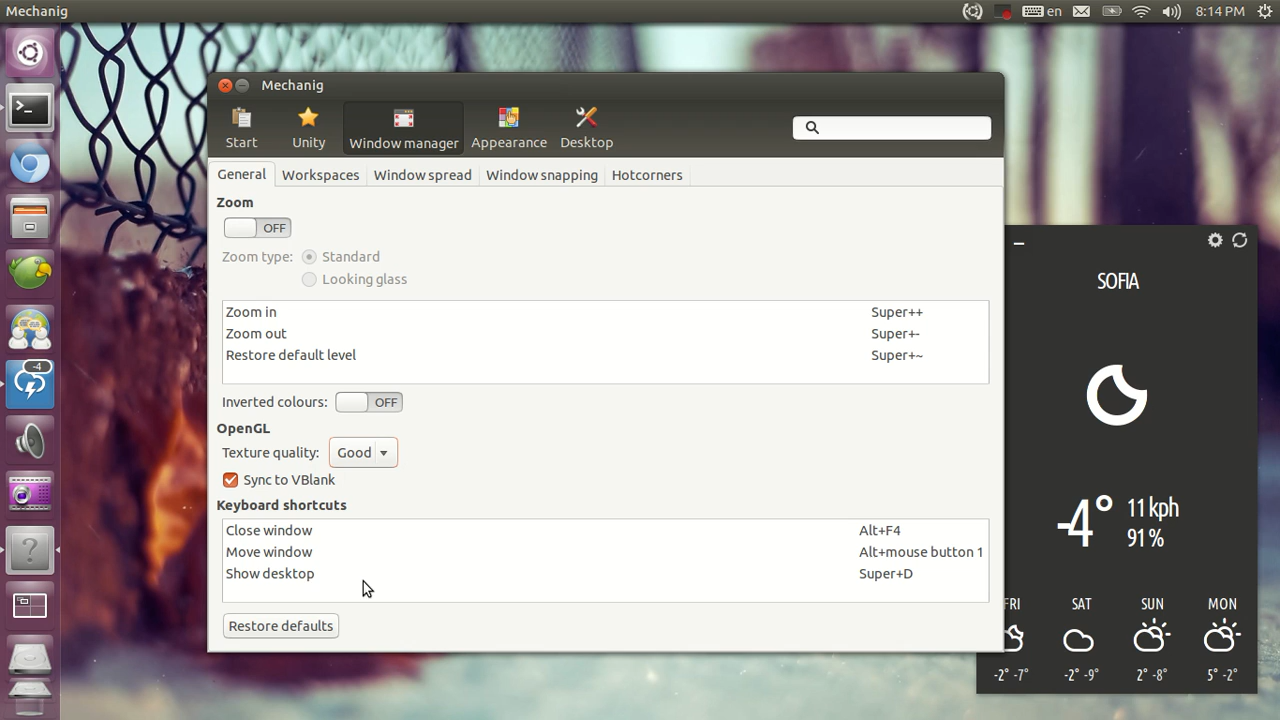 Mechanig
en
8:14 PM
Mechanig
Start
Unity
Window manager
Appearance
Desktop
General
Workspaces
Window spread
Window snapping
Hotcorners
Zoom
OFF
Zoom type:
Standard
Looking glass
Zoom in Super++
Zoom out Super+-
Restore default level Super+~
Inverted colours: OFF
OpenGL
Texture quality: Good
Sync to VBlank
Keyboard shortcuts
Close window Alt+F4
Move window Alt+mouse button 1
Show desktop Super+D
Restore defaults
-4
SOFIA
-4°
11 kph
91 %
FRI SAT SUN MON
-2° -7° -2° -9° 2° -8° 5° -2°